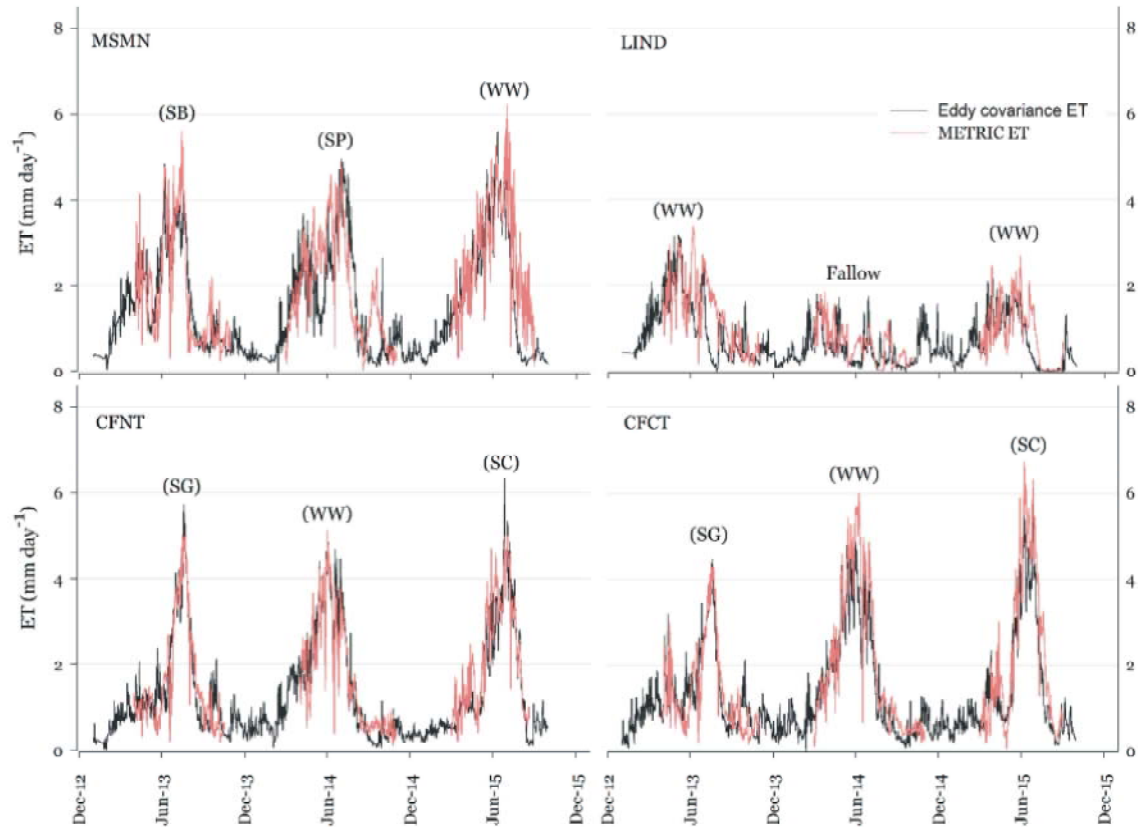 MSMN
LIND
8
6
4
2
0
ET (mm day⁻¹)
(SB)
(SP)
(WW)
Eddy covariance ET
METRIC ET
(WW)
Fallow
(WW)
8
6
4
2
0
CFNT
CFCT
8
6
4
2
0
ET (mm day⁻¹)
(SG)
(WW)
(SC)
(SG)
(WW)
(SC)
8
6
4
2
0
Dec-12
Jun-13
Dec-13
Jun-14
Dec-14
Jun-15
Dec-15
Dec-12
Jun-13
Dec-13
Jun-14
Dec-14
Jun-15
Dec-15